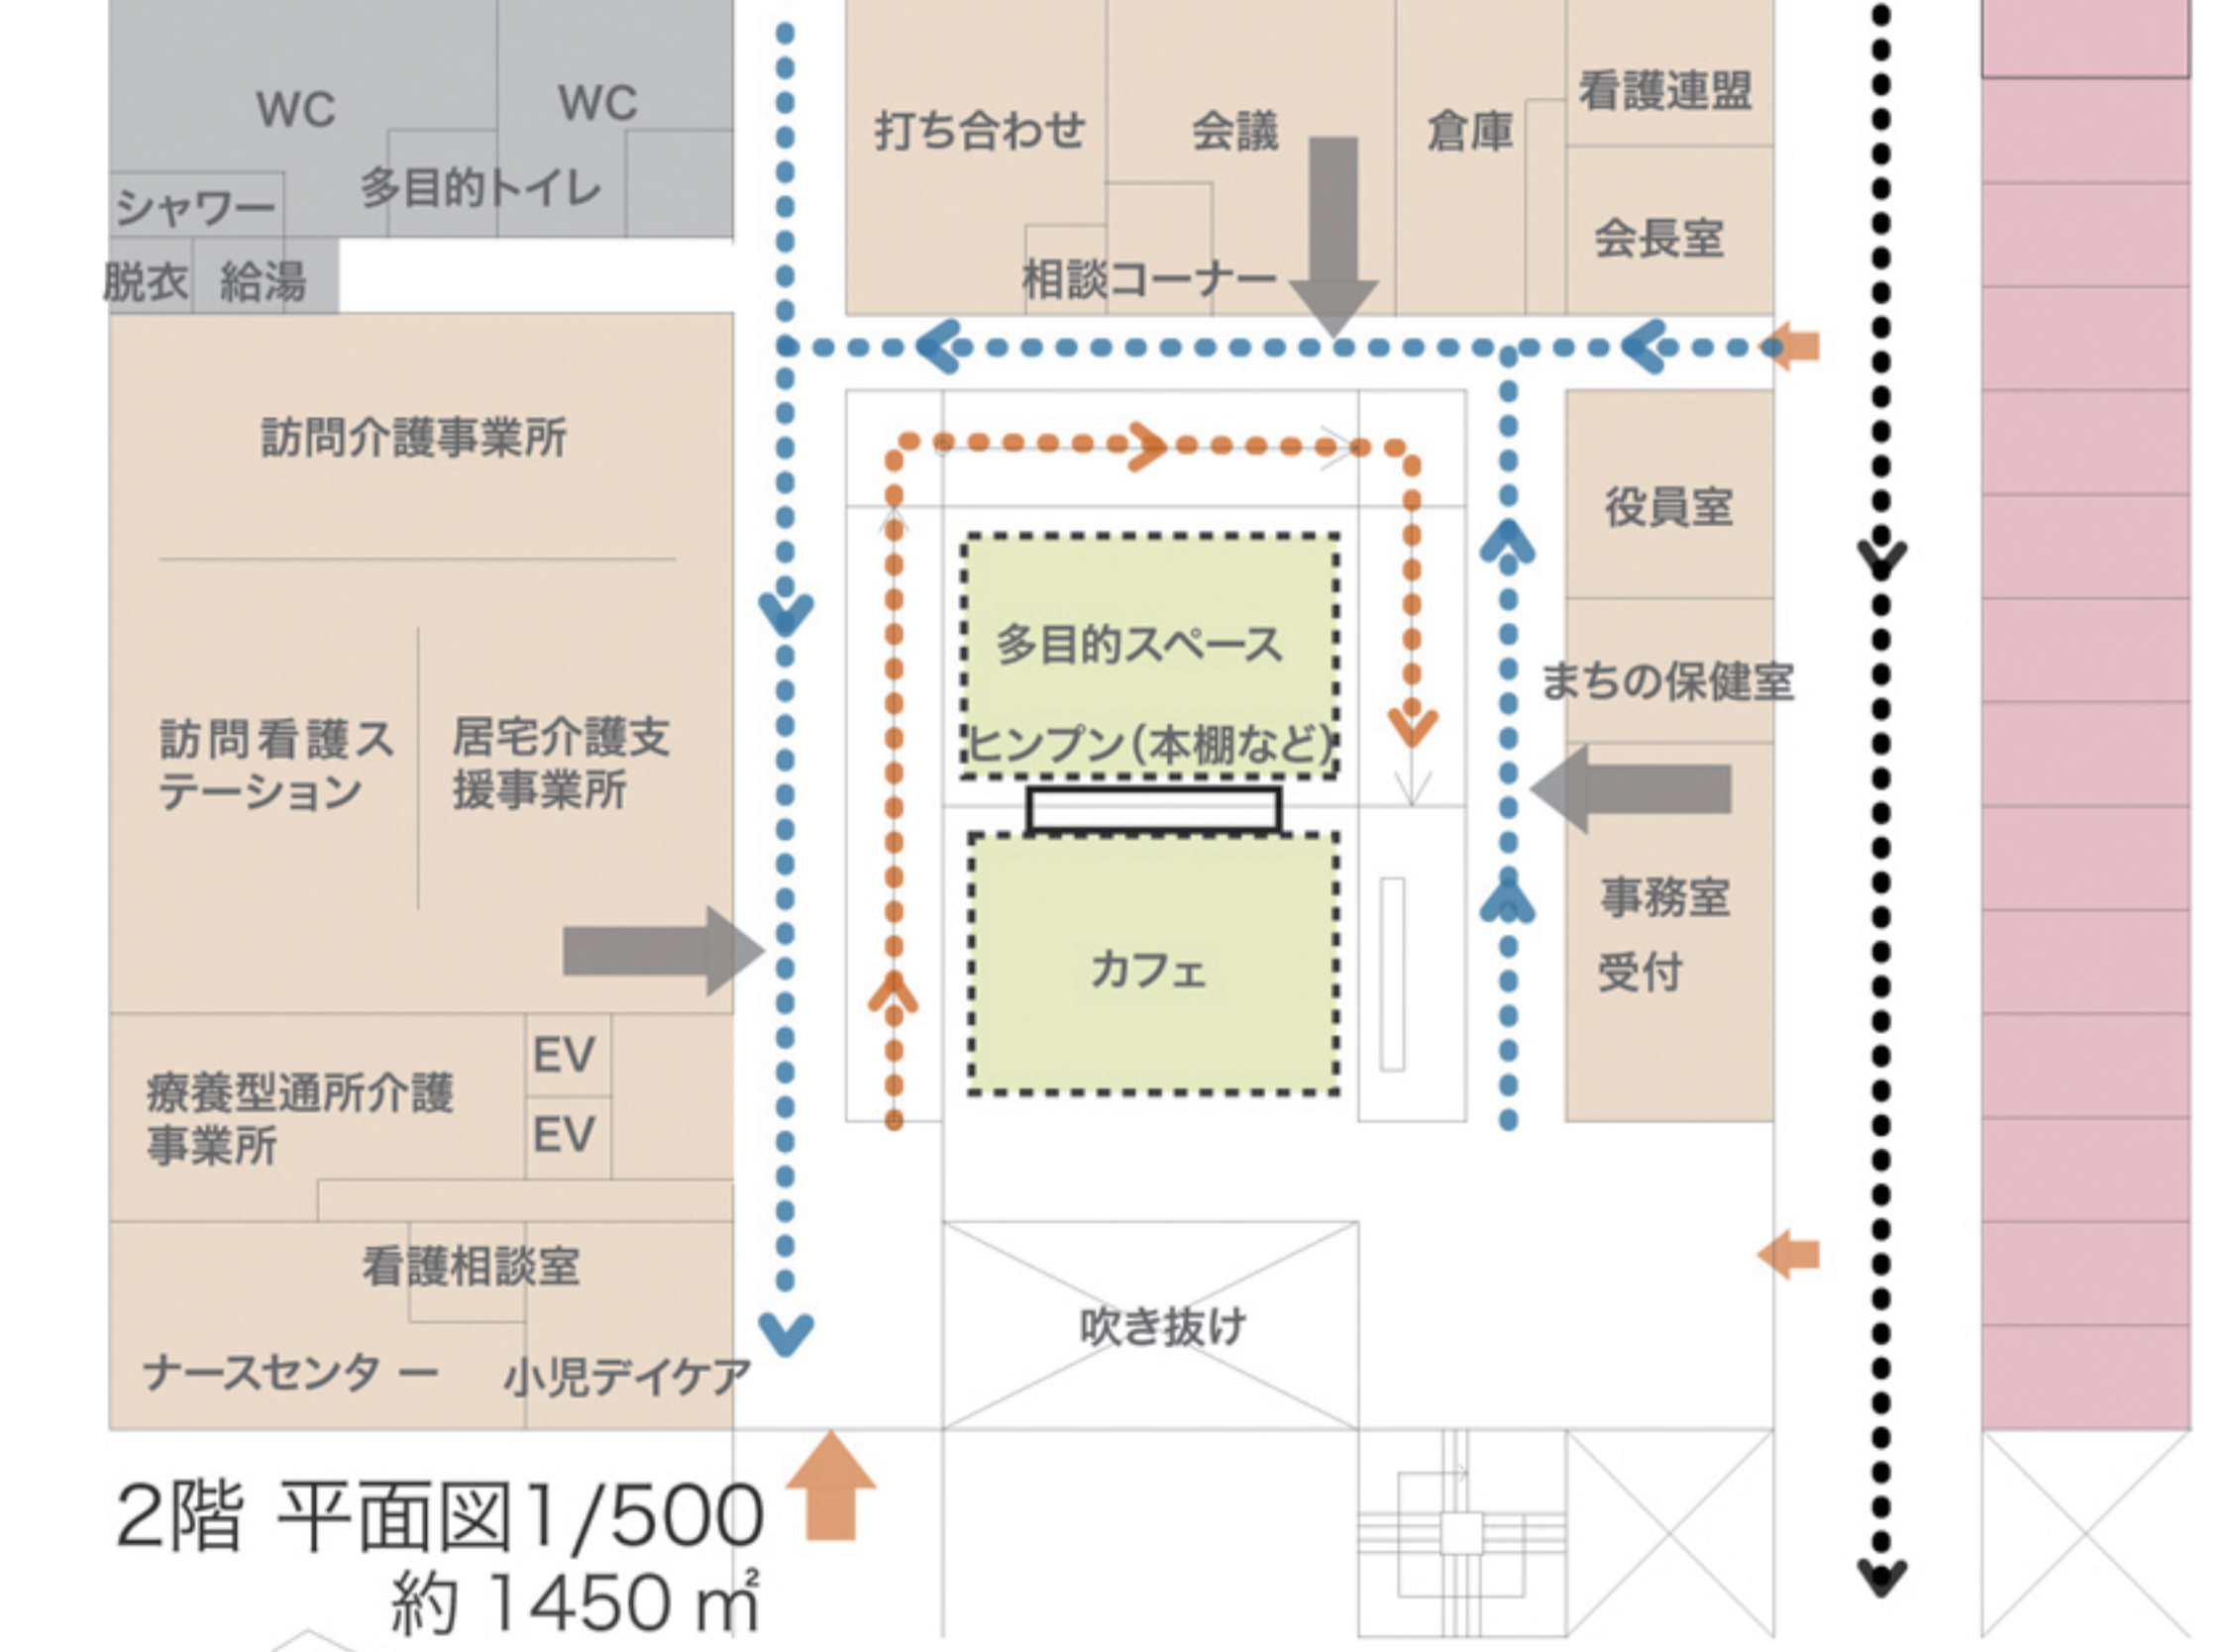 WC
WC
多目的トイレ
シャワー
脱衣
給湯
打ち合わせ
会議
倉庫
看護連盟
会長室
相談コーナー
訪問介護事業所
訪問看護ス
テーション
居宅介護支
援事業所
多目的スペース
ヒンプン(本棚など)
カフェ
役員室
まちの保健室
事務室
受付
療養型通所介護
事業所
EV
EV
看護相談室
ナースセンター
小児デイケア
吹き抜け
2階 平面図1/500
約 1450 ㎡